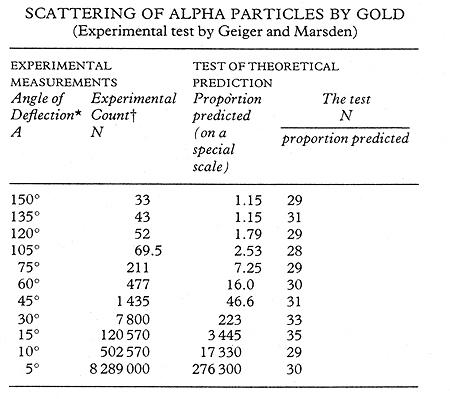 SCATTERING OF ALPHA PARTICLES BY GOLD
(Experimental test by Geiger and Marsden)
EXPERIMENTAL MEASUREMENTS TEST OF THEORETICAL PREDICTION
Angle of Deflection* A Experimental Count† N Proportion predicted (on a special scale) The test N / proportion predicted
150° 33 1.15 29
135° 43 1.15 31
120° 52 1.79 29
105° 69.5 2.53 28
75° 211 7.25 29
60° 477 16.0 30
45° 1 435 46.6 31
30° 7 800 223 33
15° 120 570 3 445 35
10° 502 570 17 330 29
5° 8 289 000 276 300 30